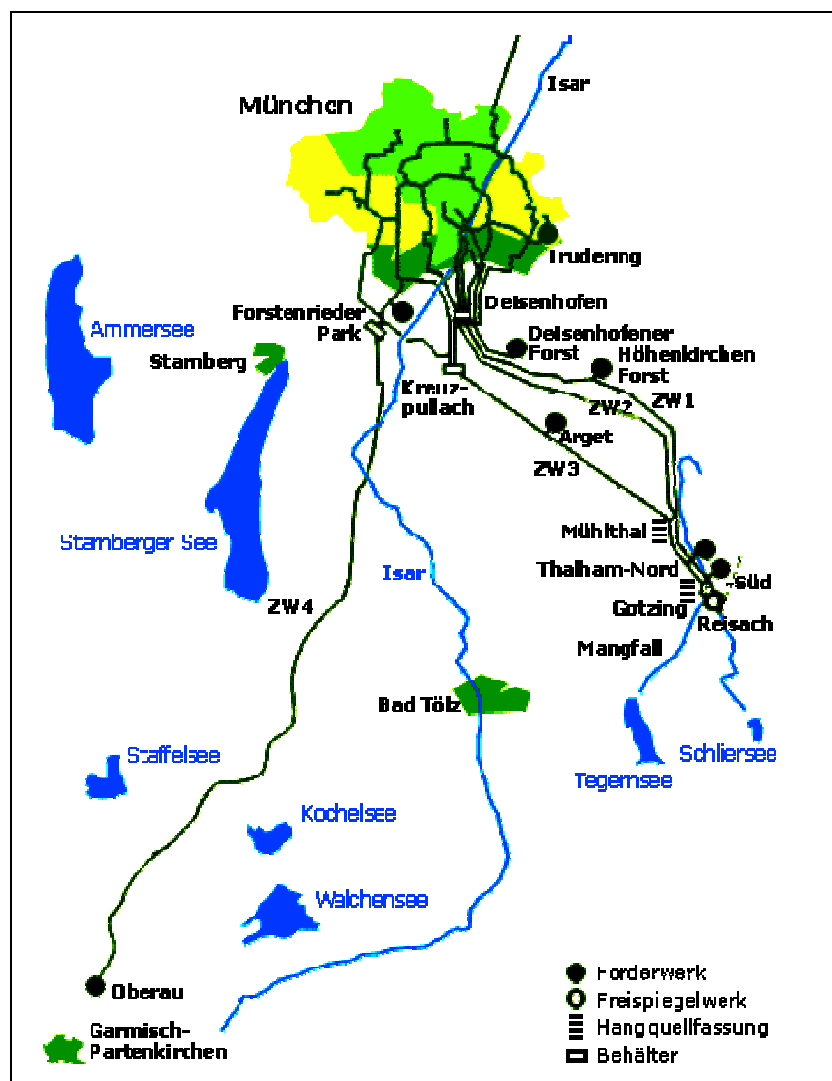 München
Isar
Trudering
Deisenhofen
Forstenrieder
Park
Ammersee
Starnberg
Deisenhofener
Forst
Höhenkirchen
Forst
Kreuz-
pullach
ZW1
ZW2
Arget
ZW3
Mühlthal
Starnberger See
Isar
Thalham-Nord
-Süd
ZW4
Gotzing
Reisach
Mangfall
Bad Tölz
Staffelsee
Schliersee
Tegernsee
Kochelsee
Walchensee
Oberau
Garmisch-
Partenkirchen
Förderwerk
Freispiegelwerk
Hangquellfassung
Behälter